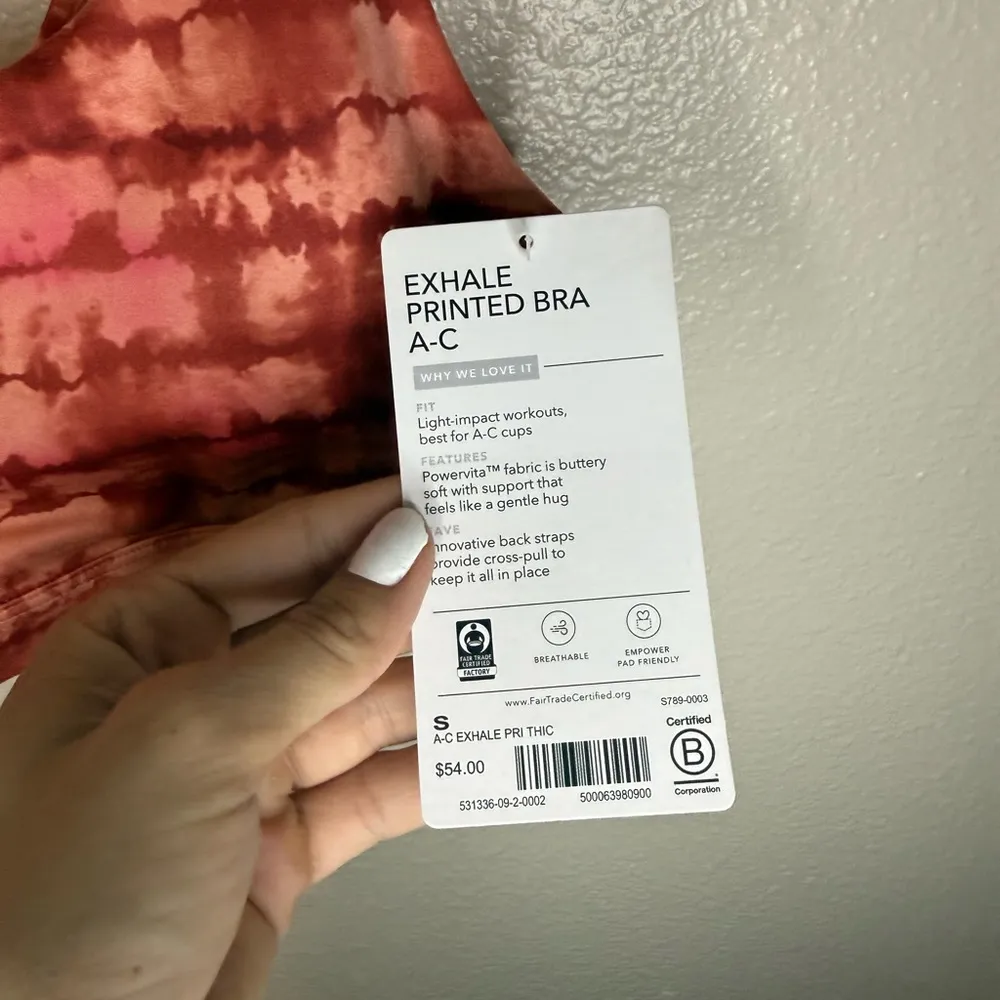 EXHALE
PRINTED BRA
A-C
WHY WE LOVE IT
FIT
Light-impact workouts,
best for A-C cups
FEATURES
Powervita™ fabric is buttery
soft with support that
feels like a gentle hug
AVE
nnovative back straps
provide cross-pull to
keep it all in place
FAIR TRADE
CERTIFIED
FACTORY
BREATHABLE
EMPOWER
PAD FRIENDLY
www.FairTradeCertified.org
S789-0003
S
A-C EXHALE PRI THIC
$54.00
531336-09-2-0002
500063980900
Certified
B
Corporation